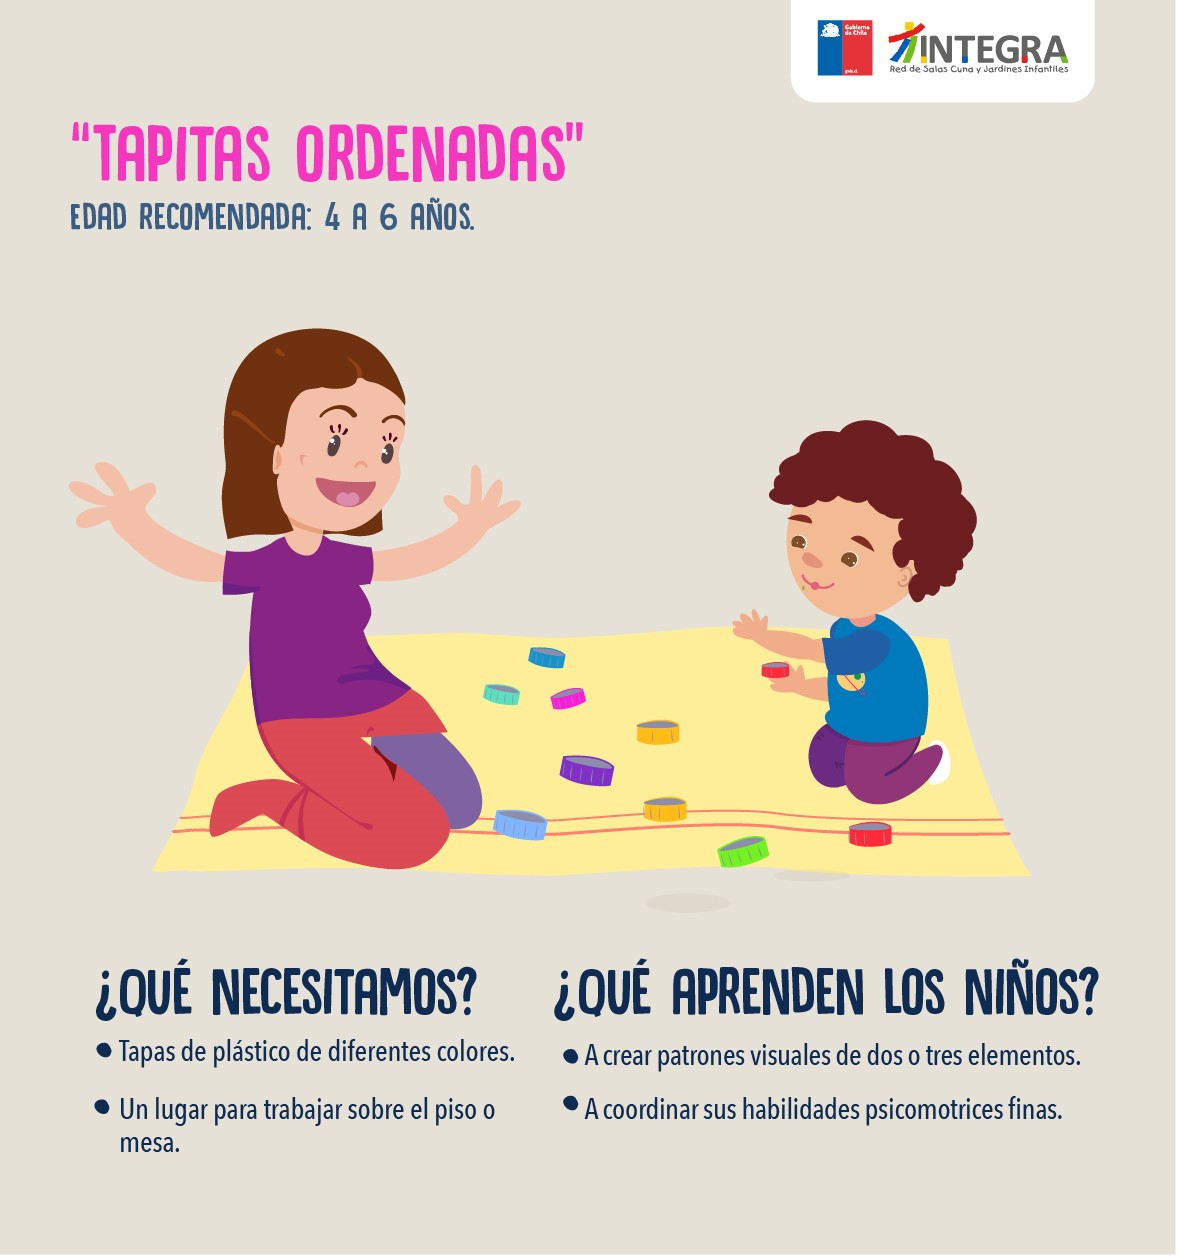 Gobierno
de Chile
gob.cl
INTEGRA
Red de Salas Cuna y Jardines Infantiles
“TAPITAS ORDENADAS”
EDAD RECOMENDADA: 4 A 6 AÑOS.
¿QUÉ NECESITAMOS?
Tapas de plástico de diferentes colores.
Un lugar para trabajar sobre el piso o
mesa.
¿QUÉ APRENDEN LOS NIÑOS?
A crear patrones visuales de dos o tres elementos.
A coordinar sus habilidades psicomotrices finas.